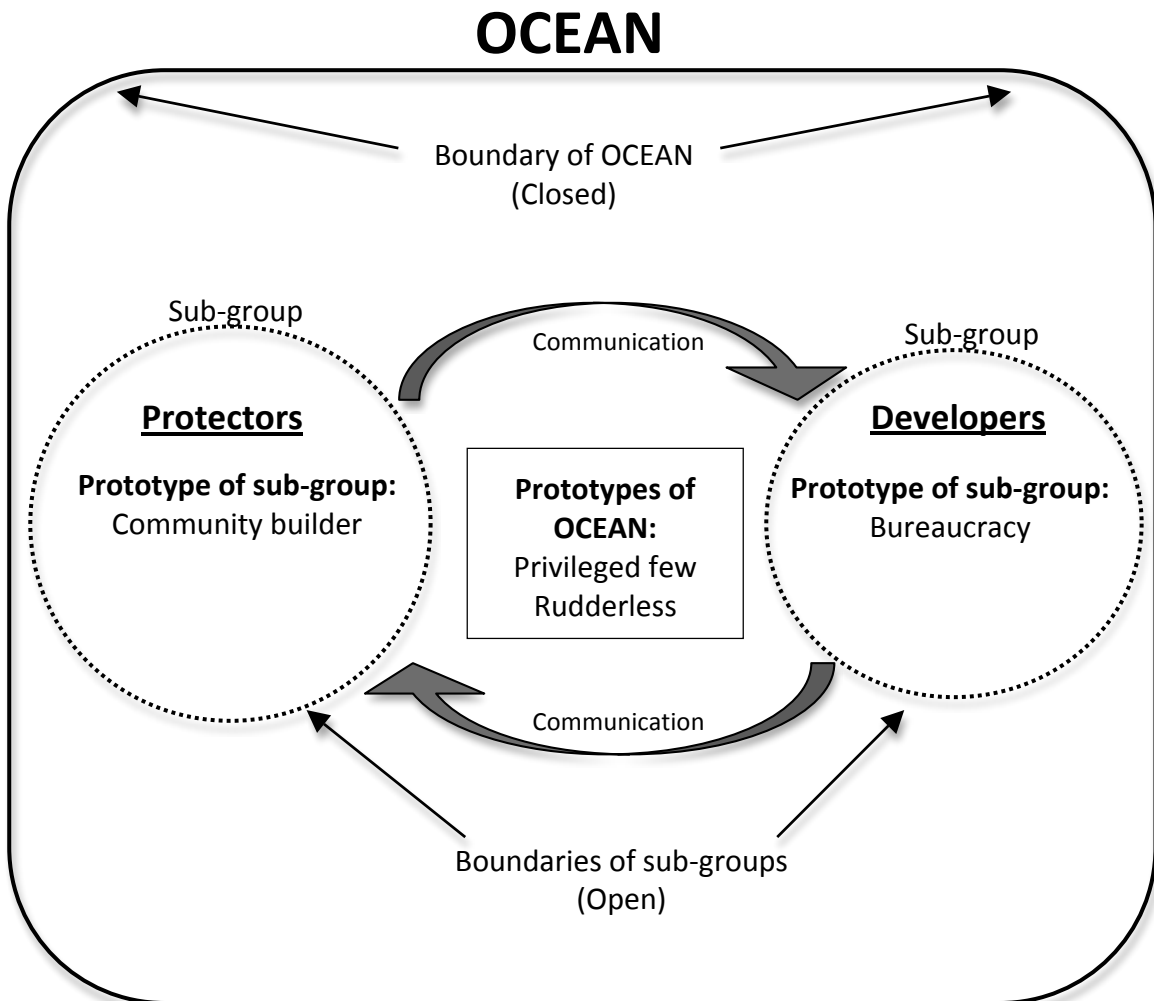 OCEAN
Boundary of OCEAN
(Closed)
Sub-group
Communication
Sub-group
Protectors
Prototype of sub-group:
Community builder
Prototypes of
OCEAN:
Privileged few
Rudderless
Developers
Prototype of sub-group:
Bureaucracy
Communication
Boundaries of sub-groups
(Open)